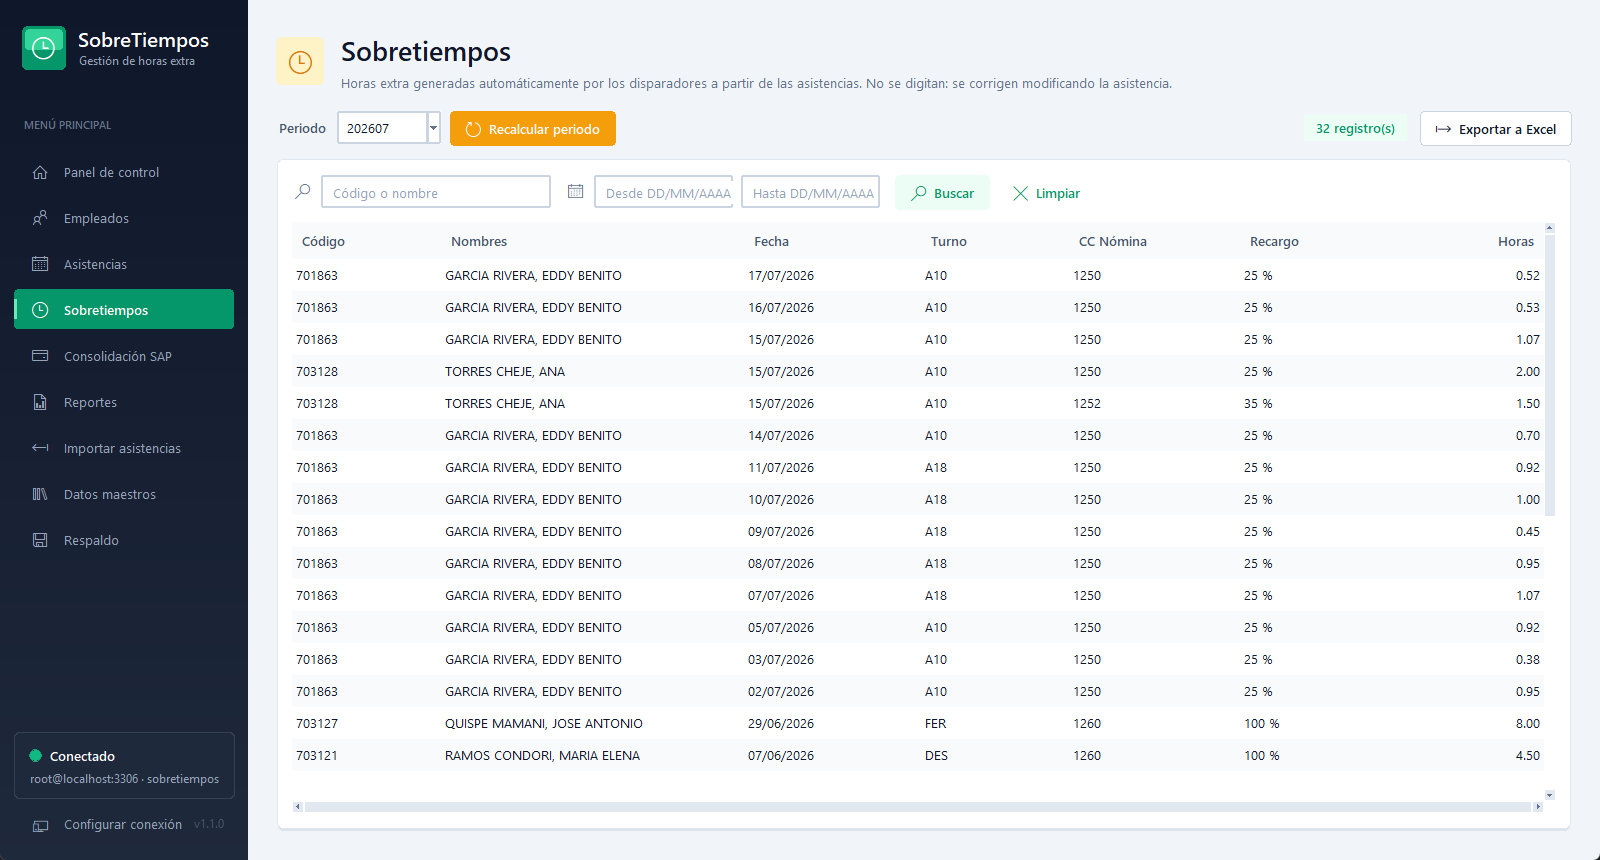 SobreTiempos
Gestión de horas extra
MENÚ PRINCIPAL
Panel de control
Empleados
Asistencias
Sobretiempos
Consolidación SAP
Reportes
Importar asistencias
Datos maestros
Respaldo
Conectado
root@localhost:3306 · sobretiempos
Configurar conexión v1.1.0
Sobretiempos
Horas extra generadas automáticamente por los disparadores a partir de las asistencias. No se digitan: se corrigen modificando la asistencia.
Periodo 202607 Recalcular periodo 32 registro(s) Exportar a Excel
Código o nombre Desde DD/MM/AAAA Hasta DD/MM/AAAA Buscar Limpiar
Código Nombres Fecha Turno CC Nómina Recargo Horas
701863 GARCIA RIVERA, EDDY BENITO 17/07/2026 A10 1250 25 % 0.52
701863 GARCIA RIVERA, EDDY BENITO 16/07/2026 A10 1250 25 % 0.53
701863 GARCIA RIVERA, EDDY BENITO 15/07/2026 A10 1250 25 % 1.07
703128 TORRES CHEJE, ANA 15/07/2026 A10 1250 25 % 2.00
703128 TORRES CHEJE, ANA 15/07/2026 A10 1252 35 % 1.50
701863 GARCIA RIVERA, EDDY BENITO 14/07/2026 A10 1250 25 % 0.70
701863 GARCIA RIVERA, EDDY BENITO 11/07/2026 A18 1250 25 % 0.92
701863 GARCIA RIVERA, EDDY BENITO 10/07/2026 A18 1250 25 % 1.00
701863 GARCIA RIVERA, EDDY BENITO 09/07/2026 A18 1250 25 % 0.45
701863 GARCIA RIVERA, EDDY BENITO 08/07/2026 A18 1250 25 % 0.95
701863 GARCIA RIVERA, EDDY BENITO 07/07/2026 A18 1250 25 % 1.07
701863 GARCIA RIVERA, EDDY BENITO 05/07/2026 A10 1250 25 % 0.92
701863 GARCIA RIVERA, EDDY BENITO 03/07/2026 A10 1250 25 % 0.38
701863 GARCIA RIVERA, EDDY BENITO 02/07/2026 A10 1250 25 % 0.95
703127 QUISPE MAMANI, JOSE ANTONIO 29/06/2026 FER 1260 100 % 8.00
703121 RAMOS CONDORI, MARIA ELENA 07/06/2026 DES 1260 100 % 4.50